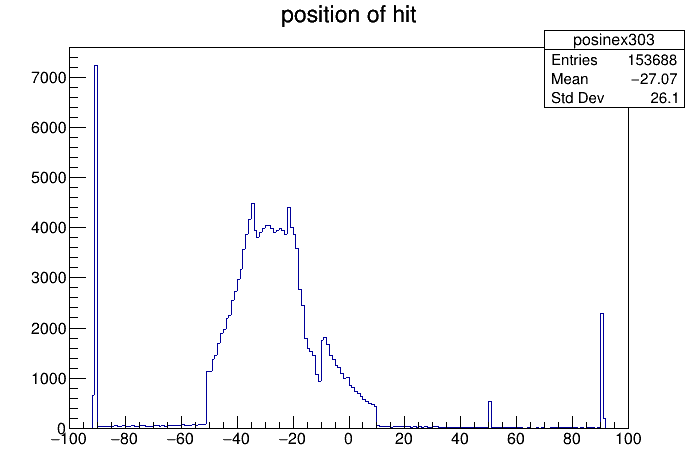 position of hit
posinex303
Entries 153688
Mean −27.07
Std Dev 26.1
7000
6000
5000
4000
3000
2000
1000
0
−100 −80 −60 −40 −20 0 20 40 60 80 100